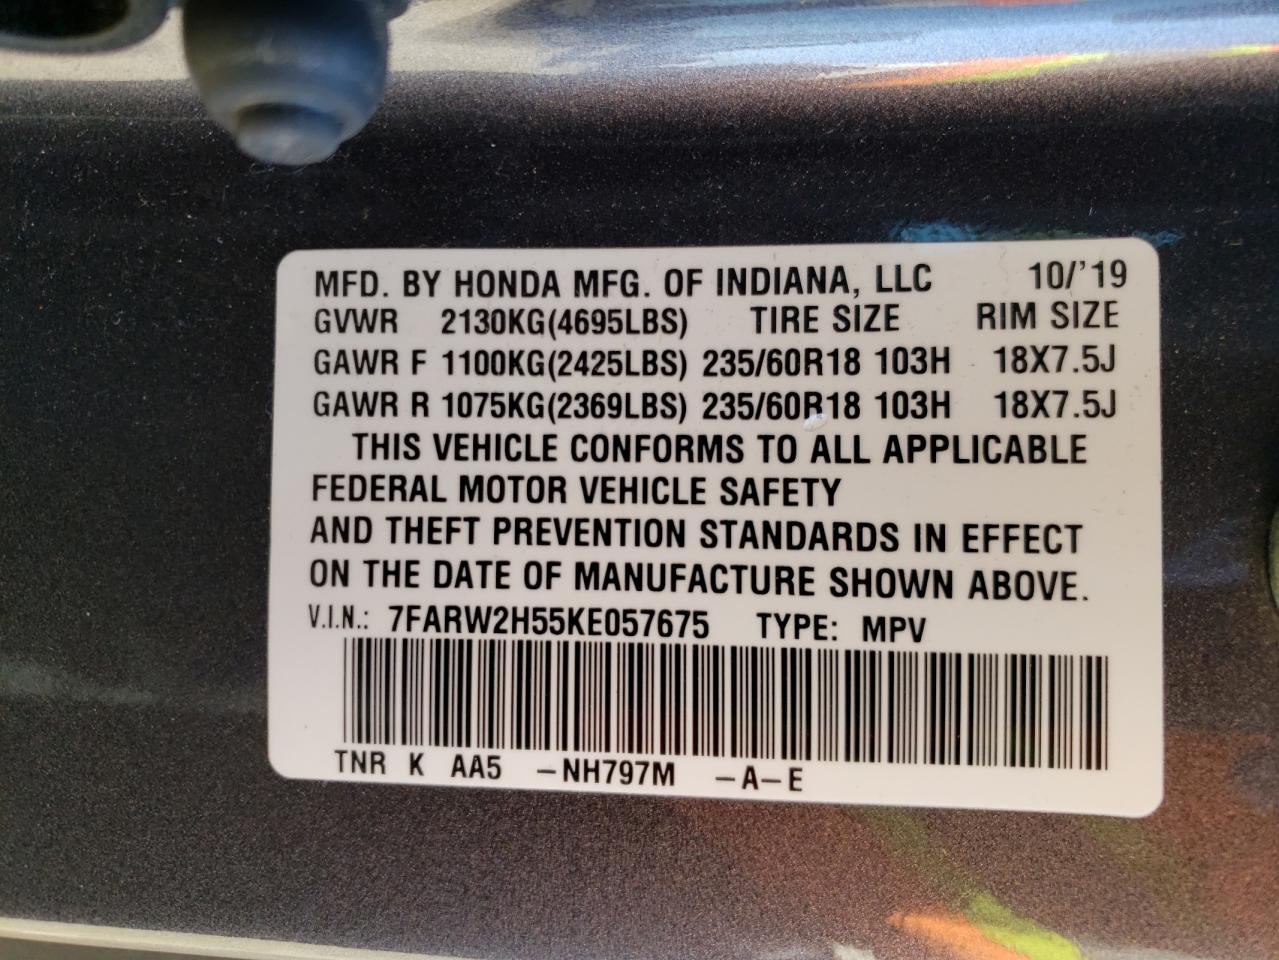 MFD. BY HONDA MFG. OF INDIANA, LLC 10/'19
GVWR 2130KG(4695LBS) TIRE SIZE RIM SIZE
GAWR F 1100KG(2425LBS) 235/60R18 103H 18X7.5J
GAWR R 1075KG(2369LBS) 235/60R18 103H 18X7.5J
THIS VEHICLE CONFORMS TO ALL APPLICABLE
FEDERAL MOTOR VEHICLE SAFETY
AND THEFT PREVENTION STANDARDS IN EFFECT
ON THE DATE OF MANUFACTURE SHOWN ABOVE.
V.I.N.: 7FARW2H55KE057675 TYPE: MPV
TNR K AA5 –NH797M –A–E